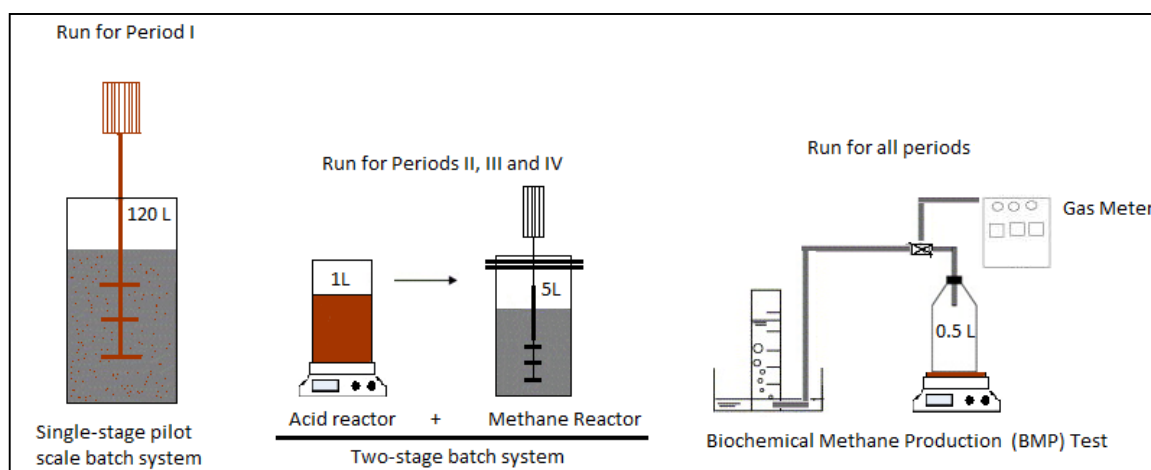 Run for Period I
120 L
Single-stage pilot
scale batch system
Run for Periods II, III and IV
1L
5L
Acid reactor + Methane Reactor
Two-stage batch system
Run for all periods
Gas Meter
0.5 L
Biochemical Methane Production (BMP) Test